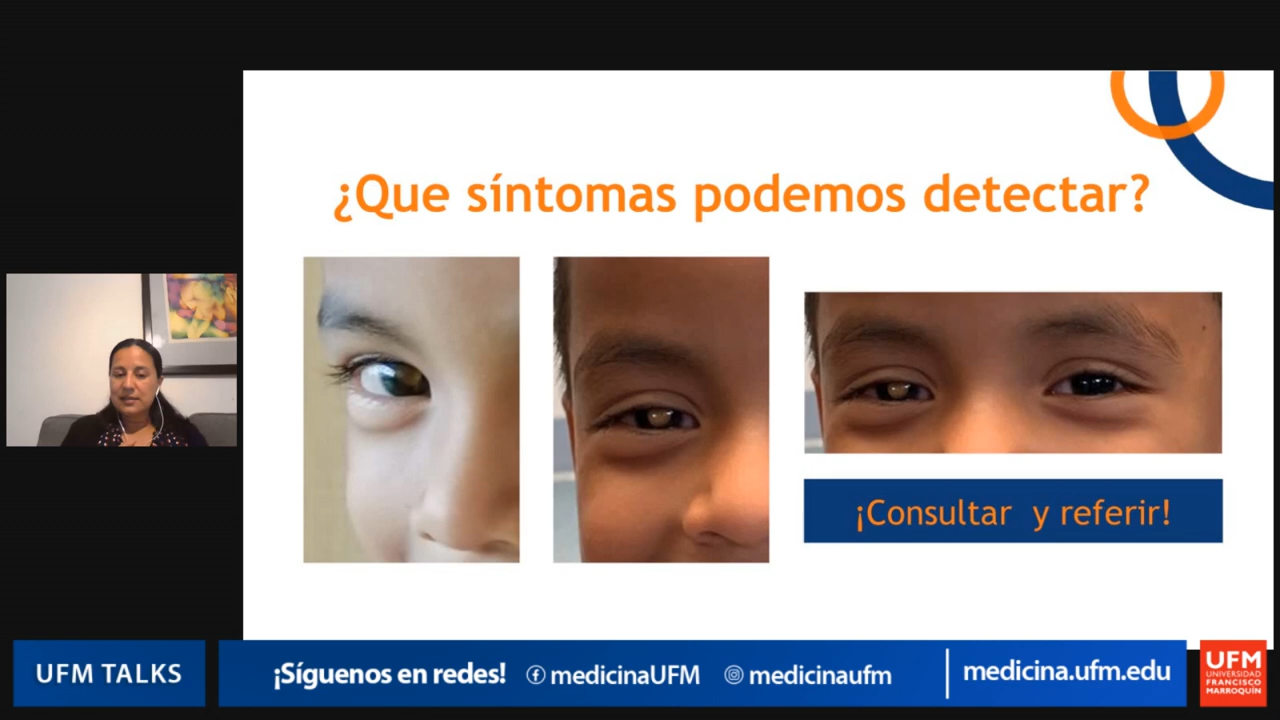 ¿Que síntomas podemos detectar?
¡Consultar y referir!
UFM TALKS
¡Síguenos en redes! medicinaUFM medicinaufm medicina.ufm.edu
UFM
UNIVERSIDAD
FRANCISCO
MARROQUÍN